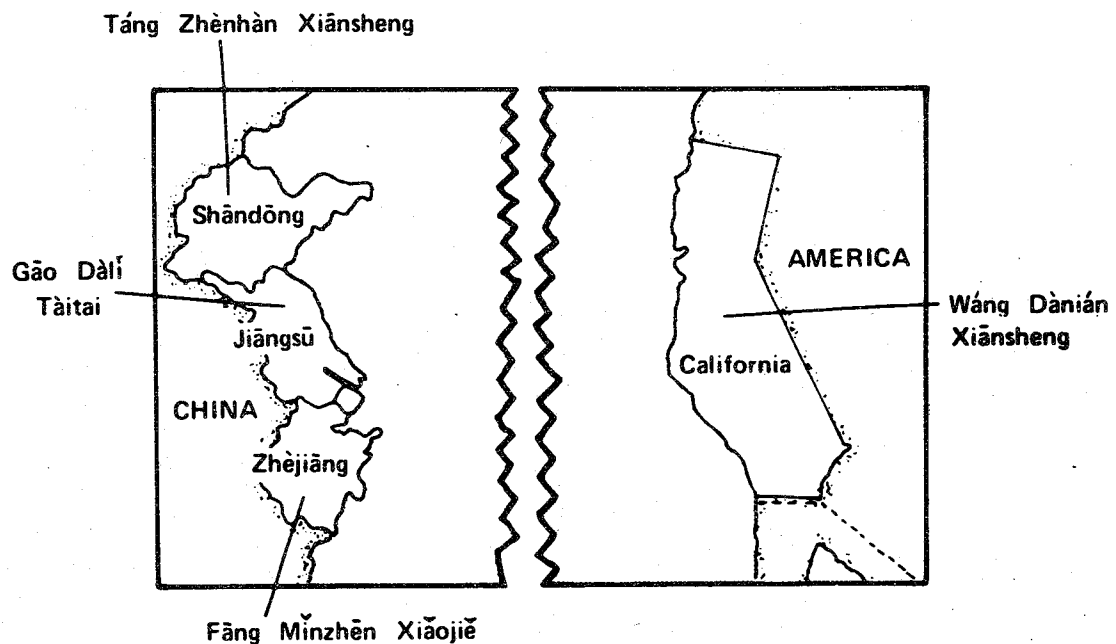 Táng Zhènhàn Xiānsheng
Shāndōng
Gāo Dàlǐ
Tàitai
Jiāngsū
CHINA
Zhèjiāng
Fāng Mǐnzhēn Xiǎojiě
AMERICA
Wáng Dànián
Xiānsheng
California